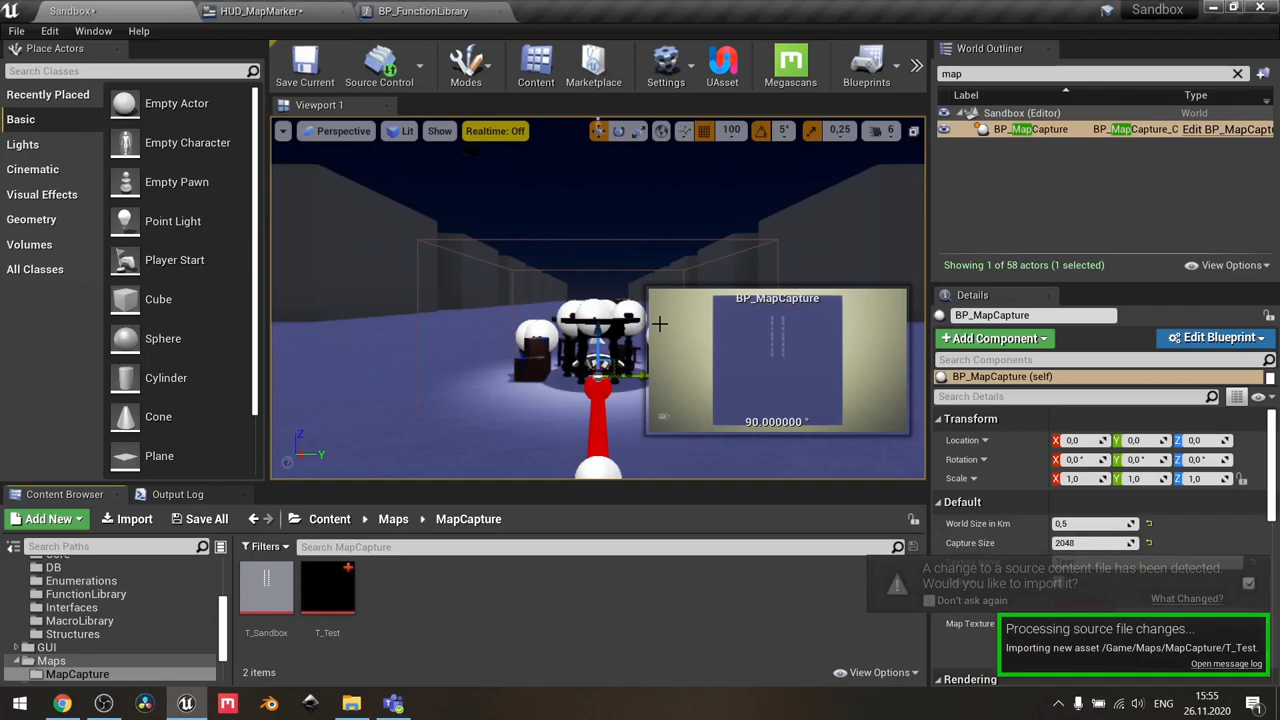 Sandbox•
HUD_MapMarker•
BP_FunctionLibrary
Sandbox
File
Edit
Window
Help
Place Actors
Search Classes
Recently Placed
Basic
Lights
Cinematic
Visual Effects
Geometry
Volumes
All Classes
Empty Actor
Empty Character
Empty Pawn
Point Light
Player Start
Cube
Sphere
Cylinder
Cone
Plane
Save Current
Source Control
Modes
Content
Marketplace
Settings
UAsset
Megascans
Blueprints
Viewport 1
Perspective
Lit
Show
Realtime: Off
100
5°
0,25
6
BP_MapCapture
90.000000 °
Z
Y
World Outliner
map
Label
Type
Sandbox (Editor)
World
BP_MapCapture
BP_MapCapture_C
Edit BP_MapCapt
Showing 1 of 58 actors (1 selected)
View Options
Details
BP_MapCapture
Add Component
Edit Blueprint
Search Components
BP_MapCapture (self)
Search Details
Transform
Location
X 0,0
Y 0,0
Z 0,0
Rotation
X 0,0 °
Y 0,0 °
Z 0,0 °
Scale
X 1,0
Y 1,0
Z 1,0
Default
World Size in Km
0,5
Capture Size
2048
A change to a source content file has been detected.
Would you like to import it?
Don't ask again
What Changed?
Map Texture
Processing source file changes...
Importing new asset /Game/Maps/MapCapture/T_Test.
Open message log
Rendering
Content Browser
Output Log
Add New
Import
Save All
Content
Maps
MapCapture
Search Paths
Filters
Search MapCapture
DB
Enumerations
FunctionLibrary
Interfaces
MacroLibrary
Structures
GUI
Maps
MapCapture
T_Sandbox
T_Test
2 items
View Options
ENG
15:55
26.11.2020
1